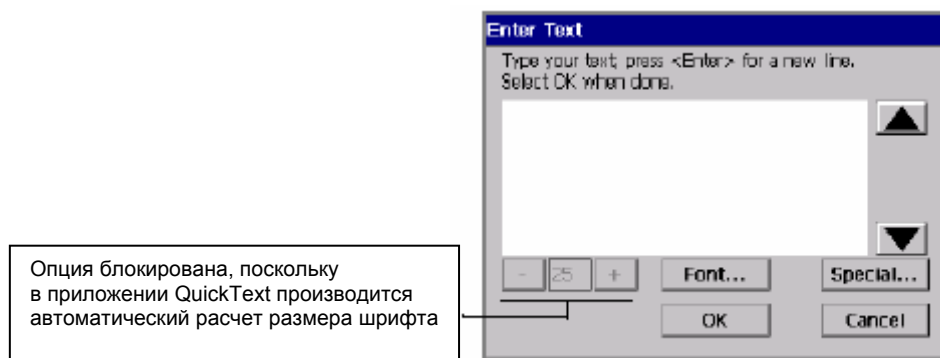 Enter Text
Type your text; press <Enter> for a new line.
Select OK when done.
- 25 + Font... Special...
OK Cancel
Опция блокирована, поскольку
в приложении QuickText производится
автоматический расчет размера шрифта